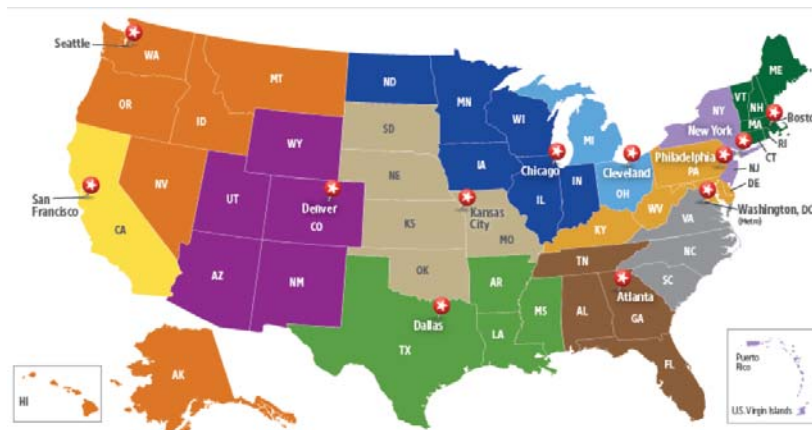 Seattle
WA
MT
ND
MN
ME
VT
NH
NY
MA
Boston
OR
ID
SD
WI
MI
New York
RI
CT
WY
IA
Chicago
Cleveland
Philadelphia
PA
NJ
DE
San
Francisco
NV
UT
Denver
CO
NE
Kansas
City
IL
IN
OH
WV
VA
Washington, DC
(Metro)
CA
KS
MO
KY
NC
AZ
NM
OK
AR
TN
SC
Atlanta
Dallas
TX
MS
AL
GA
LA
FL
AK
HI
Puerto
Rico
U.S. Virgin Islands